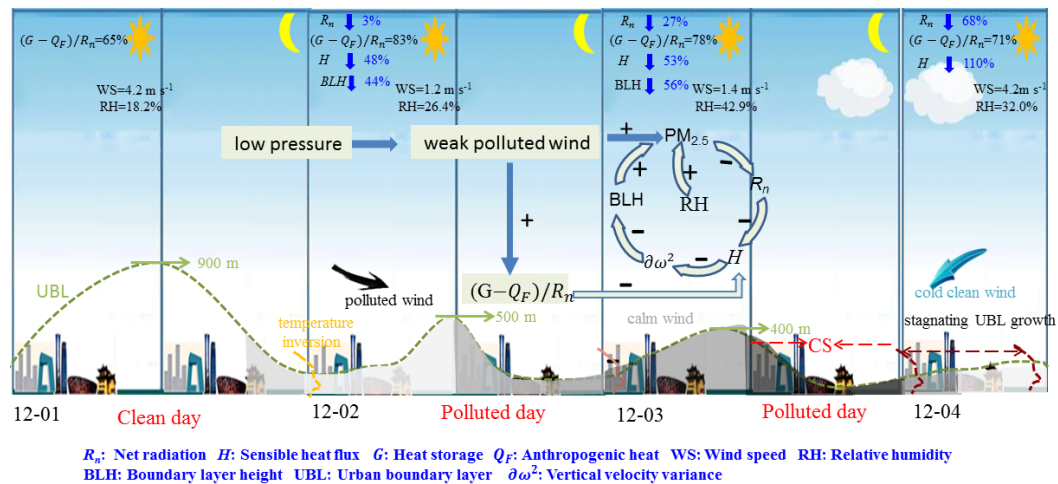 (G−Q_F)/R_n=65%
WS=4.2 m s⁻¹
RH=18.2%
R_n 3%
(G−Q_F)/R_n=83%
H 48%
BLH 44%
WS=1.2 m s⁻¹
RH=26.4%
R_n 27%
(G−Q_F)/R_n=78%
H 53%
BLH 56%
WS=1.4 m s⁻¹
RH=42.9%
R_n 68%
(G−Q_F)/R_n=71%
H 110%
WS=4.2 m s⁻¹
RH=32.0%
low pressure
weak polluted wind
+
PM2.5
−
+
+
BLH
RH
R_n
+
−
−
−
∂ω²
H
−
(G−Q_F)/R_n
900 m
UBL
polluted wind
500 m
calm wind
400 m
cold clean wind
temperature
inversion
stagnating UBL growth
CS
12-01
Clean day
12-02
Polluted day
12-03
Polluted day
12-04
R_n: Net radiation H: Sensible heat flux G: Heat storage Q_F: Anthropogenic heat WS: Wind speed RH: Relative humidity
BLH: Boundary layer height UBL: Urban boundary layer ∂ω²: Vertical velocity variance